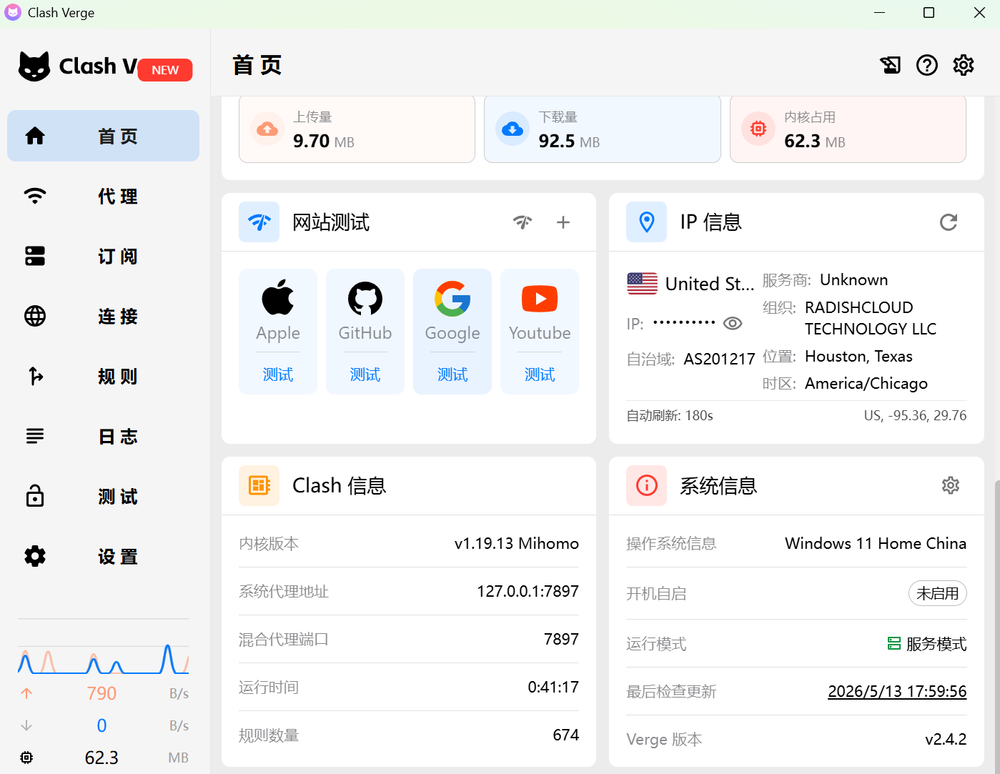 Clash Verge
Clash V
NEW
首 页
代 理
订 阅
连 接
规 则
日 志
测 试
设 置
790 B/s
0 B/s
62.3 MB
首 页
上传量
9.70 MB
下载量
92.5 MB
内核占用
62.3 MB
网站测试
Apple
测试
GitHub
测试
Google
测试
Youtube
测试
IP 信息
United St...
IP: ••••••••••
自治域: AS201217
服务商: Unknown
组织: RADISHCLOUD
TECHNOLOGY LLC
位置: Houston, Texas
时区: America/Chicago
自动刷新: 180s
US, -95.36, 29.76
Clash 信息
内核版本 v1.19.13 Mihomo
系统代理地址 127.0.0.1:7897
混合代理端口 7897
运行时间 0:41:17
规则数量 674
系统信息
操作系统信息 Windows 11 Home China
开机自启 未启用
运行模式 服务模式
最后检查更新 2026/5/13 17:59:56
Verge 版本 v2.4.2